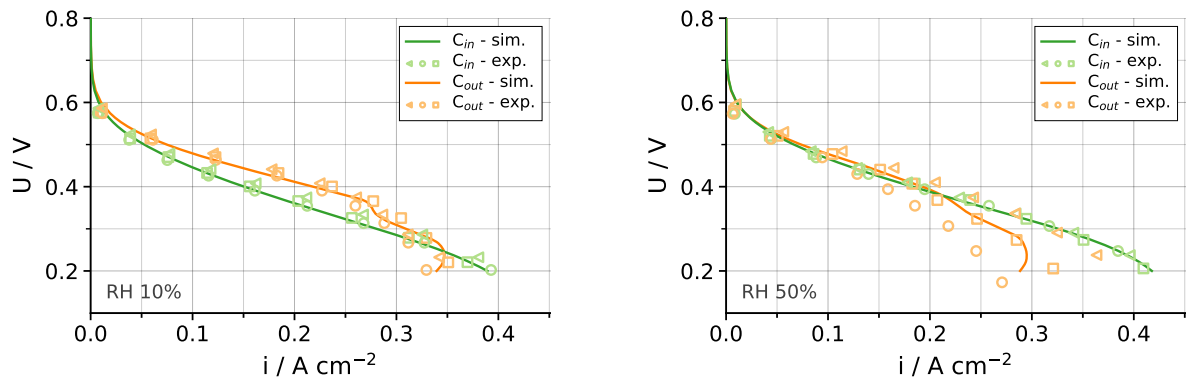 0.8
0.6
0.4
0.2
U / V
C_in - sim.
C_in - exp.
C_out - sim.
C_out - exp.
RH 10%
0.0 0.1 0.2 0.3 0.4
i / A cm⁻²
0.8
0.6
0.4
0.2
U / V
C_in - sim.
C_in - exp.
C_out - sim.
C_out - exp.
RH 50%
0.0 0.1 0.2 0.3 0.4
i / A cm⁻²